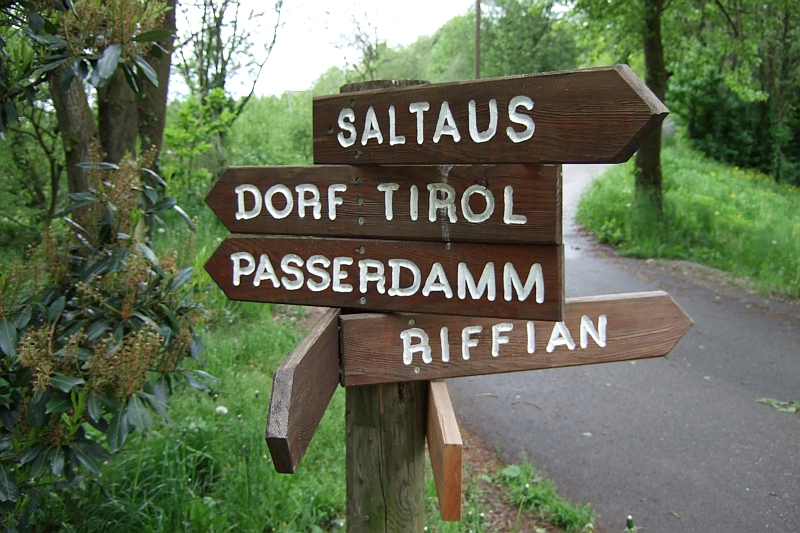 SALTAUS
DORF TIROL
PASSERDAMM
RIFFIAN